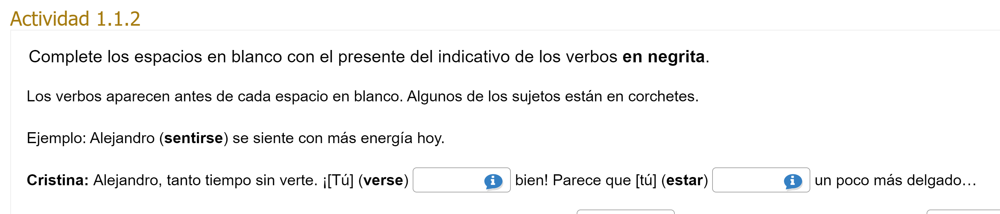 Actividad 1.1.2
Complete los espacios en blanco con el presente del indicativo de los verbos en negrita.
Los verbos aparecen antes de cada espacio en blanco. Algunos de los sujetos están en corchetes.
Ejemplo: Alejandro (sentirse) se siente con más energía hoy.
Cristina: Alejandro, tanto tiempo sin verte. ¡[Tú] (verse) bien! Parece que [tú] (estar) un poco más delgado...